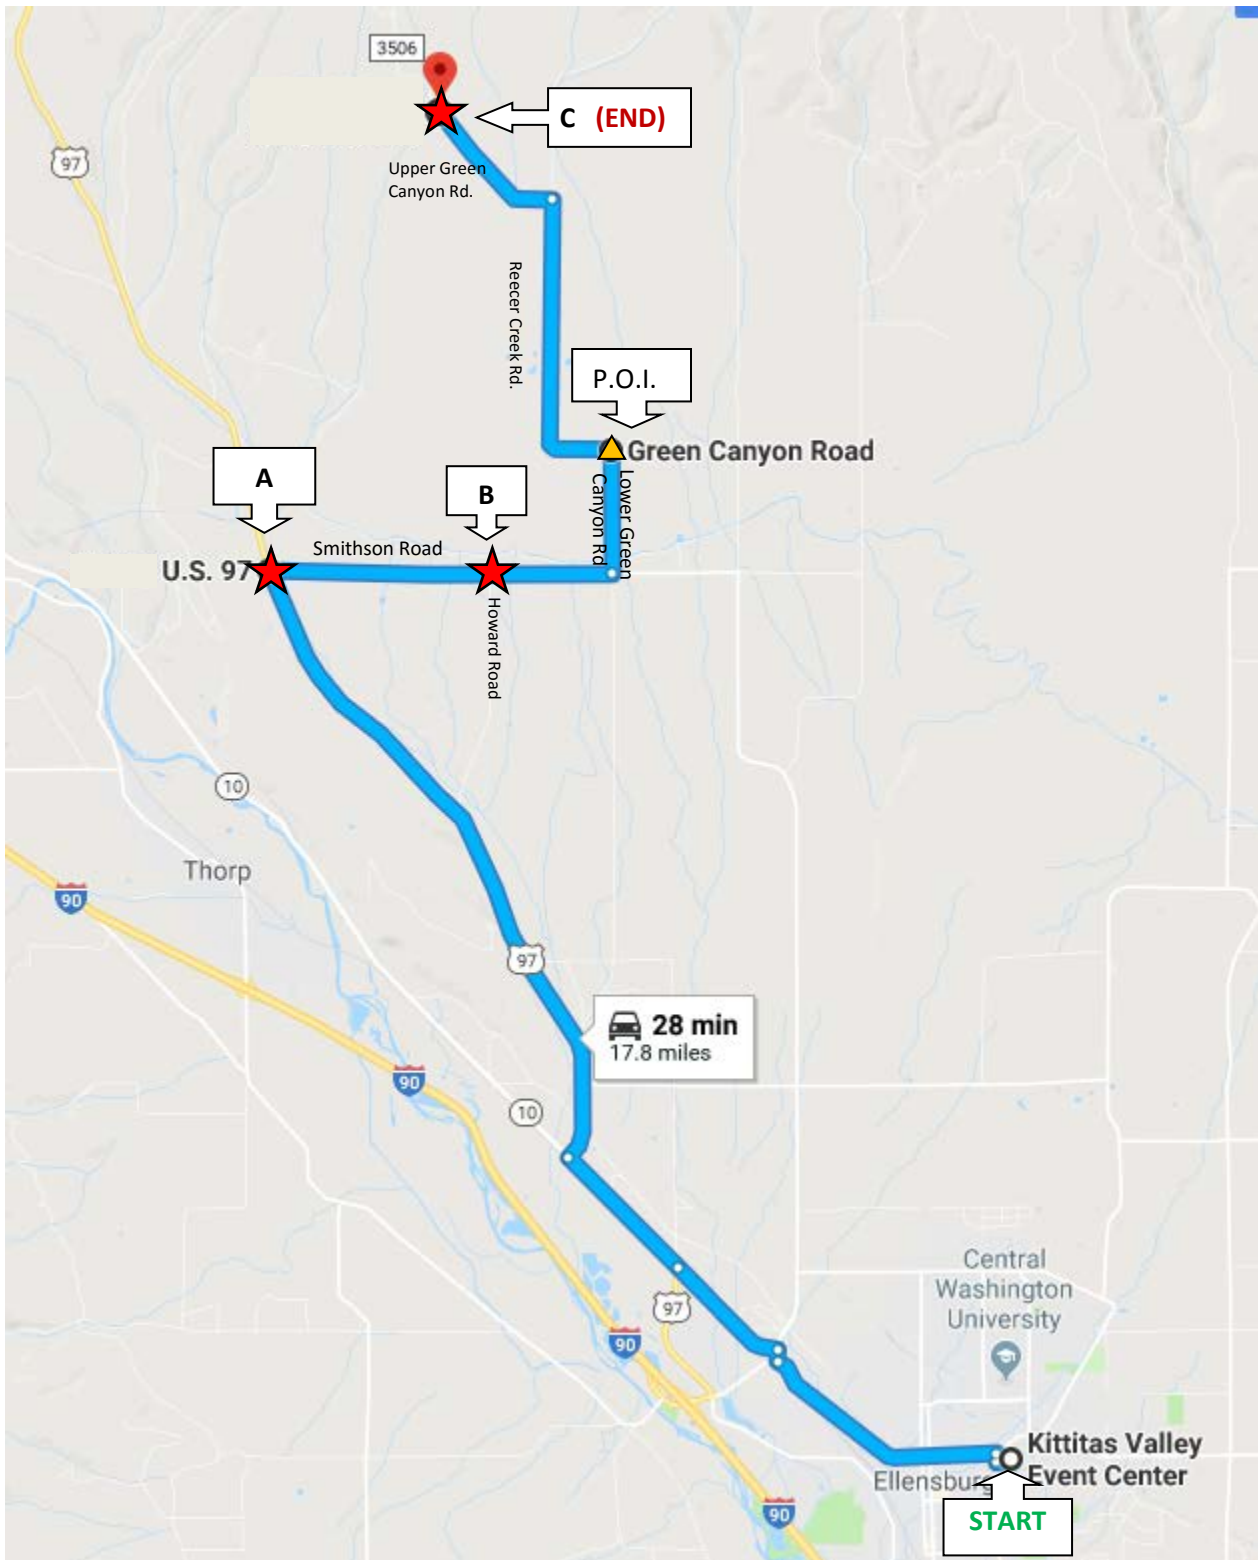 3506
C (END)
97
Upper Green
Canyon Rd.
Reecer Creek Rd.
P.O.I.
Green Canyon Road
A
B
Lower Green
Canyon Rd
Smithson Road
U.S. 97
Howard Road
10
Thorp
90
97
28 min
17.8 miles
90
10
Central
Washington
University
97
90
Kittitas Valley
Event Center
Ellensburg
90
START